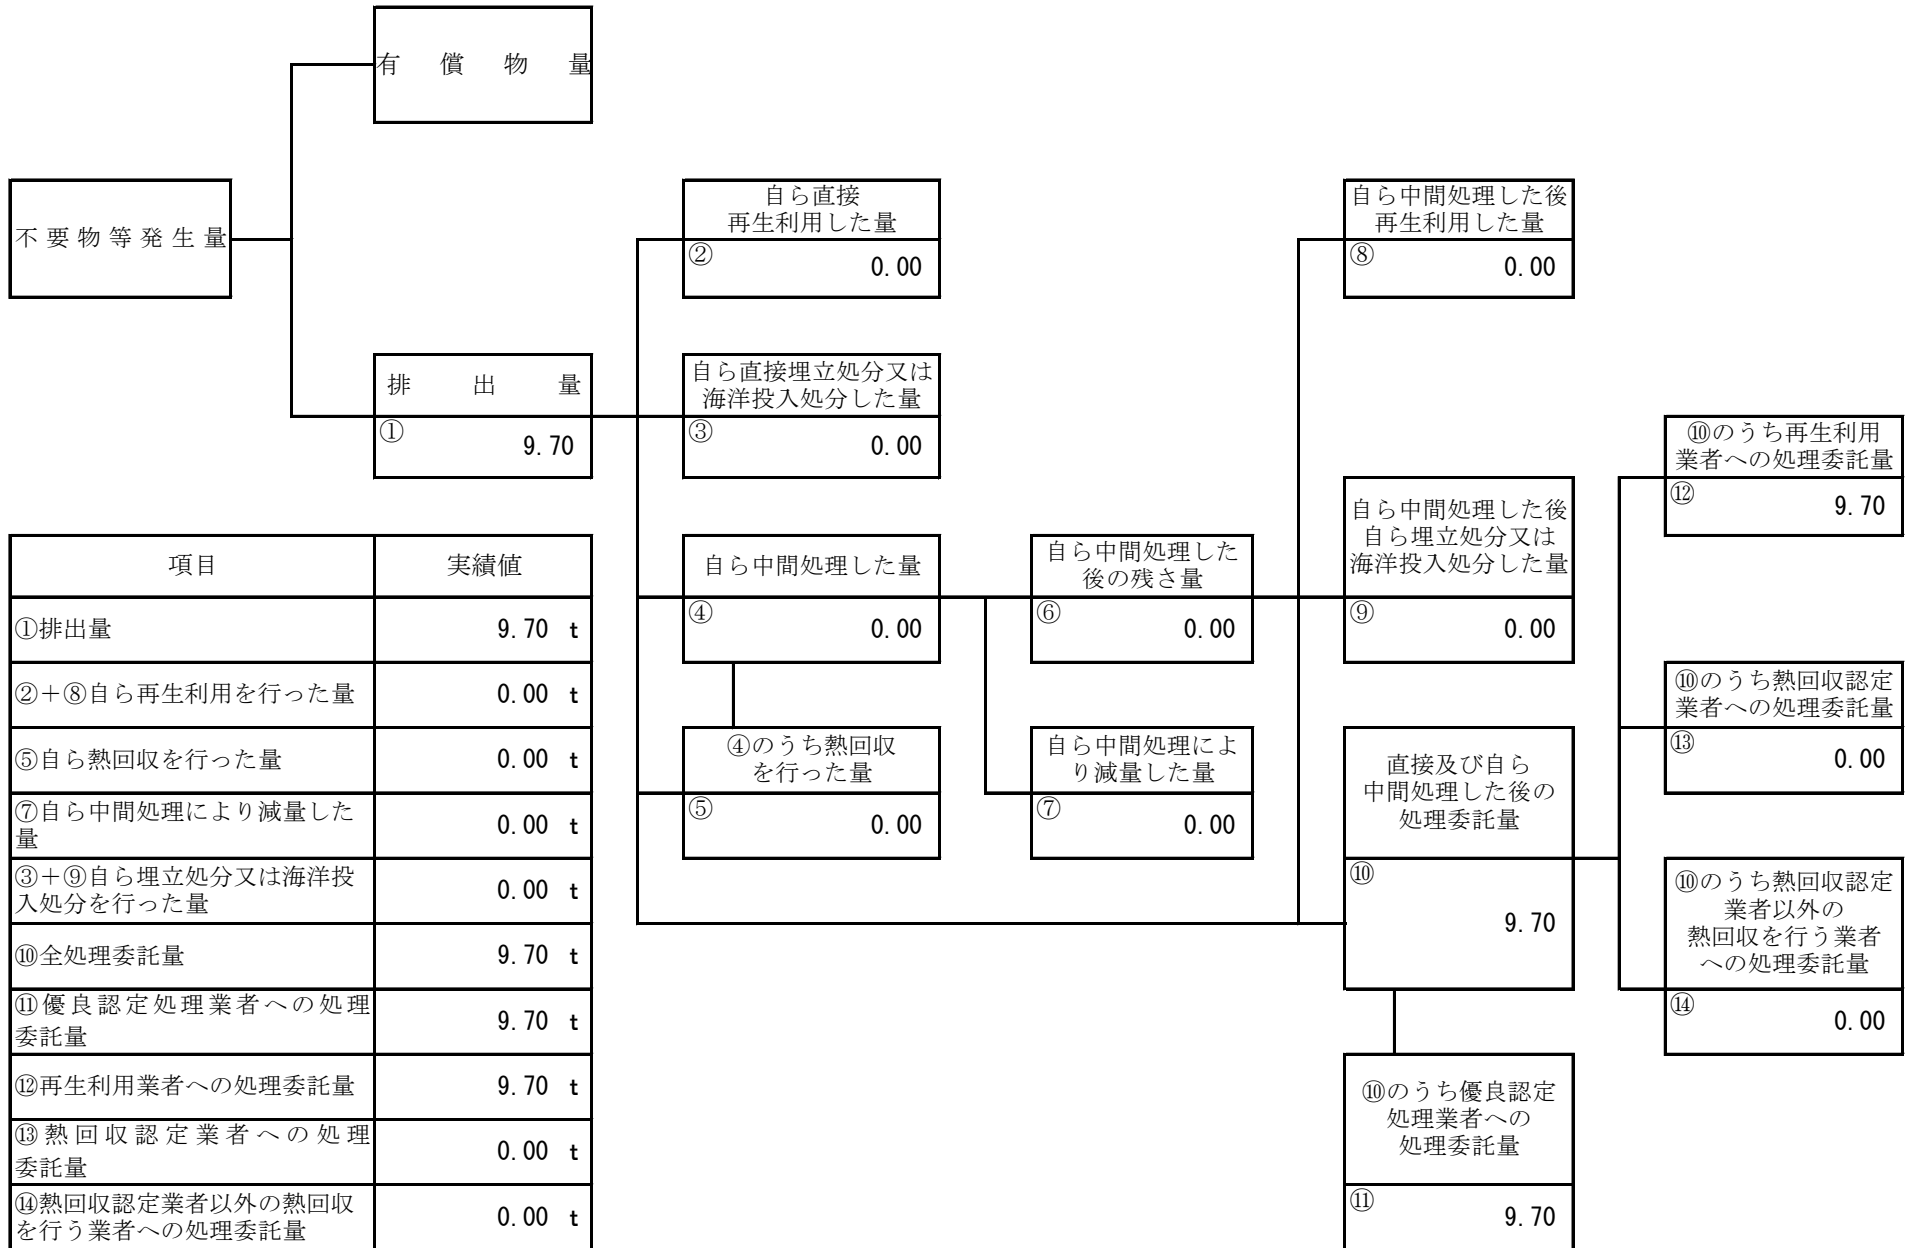 有償物量
不要物等発生量
自ら直接
再生利用した量
②
0.00
自ら中間処理した後
再生利用した量
⑧
0.00
排出量
①
9.70
自ら直接埋立処分又は
海洋投入処分した量
③
0.00
⑩のうち再生利用
業者への処理委託量
⑫
9.70
自ら中間処理した量
④
0.00
自ら中間処理した
後の残さ量
⑥
0.00
自ら中間処理した後
自ら埋立処分又は
海洋投入処分した量
⑨
0.00
⑩のうち熱回収認定
業者への処理委託量
⑬
0.00
④のうち熱回収
を行った量
⑤
0.00
自ら中間処理によ
り減量した量
⑦
0.00
直接及び自ら
中間処理した後の
処理委託量
⑩
9.70
⑩のうち熱回収認定
業者以外の
熱回収を行う業者
への処理委託量
⑭
0.00
⑩のうち優良認定
処理業者への
処理委託量
⑪
9.70
項目 実績値
①排出量 9.70 t
②＋⑧自ら再生利用を行った量 0.00 t
⑤自ら熱回収を行った量 0.00 t
⑦自ら中間処理により減量した
量 0.00 t
③＋⑨自ら埋立処分又は海洋投
入処分を行った量 0.00 t
⑩全処理委託量 9.70 t
⑪優良認定処理業者への処理
委託量 9.70 t
⑫再生利用業者への処理委託量 9.70 t
⑬熱回収認定業者への処理
委託量 0.00 t
⑭熱回収認定業者以外の熱回収
を行う業者への処理委託量 0.00 t